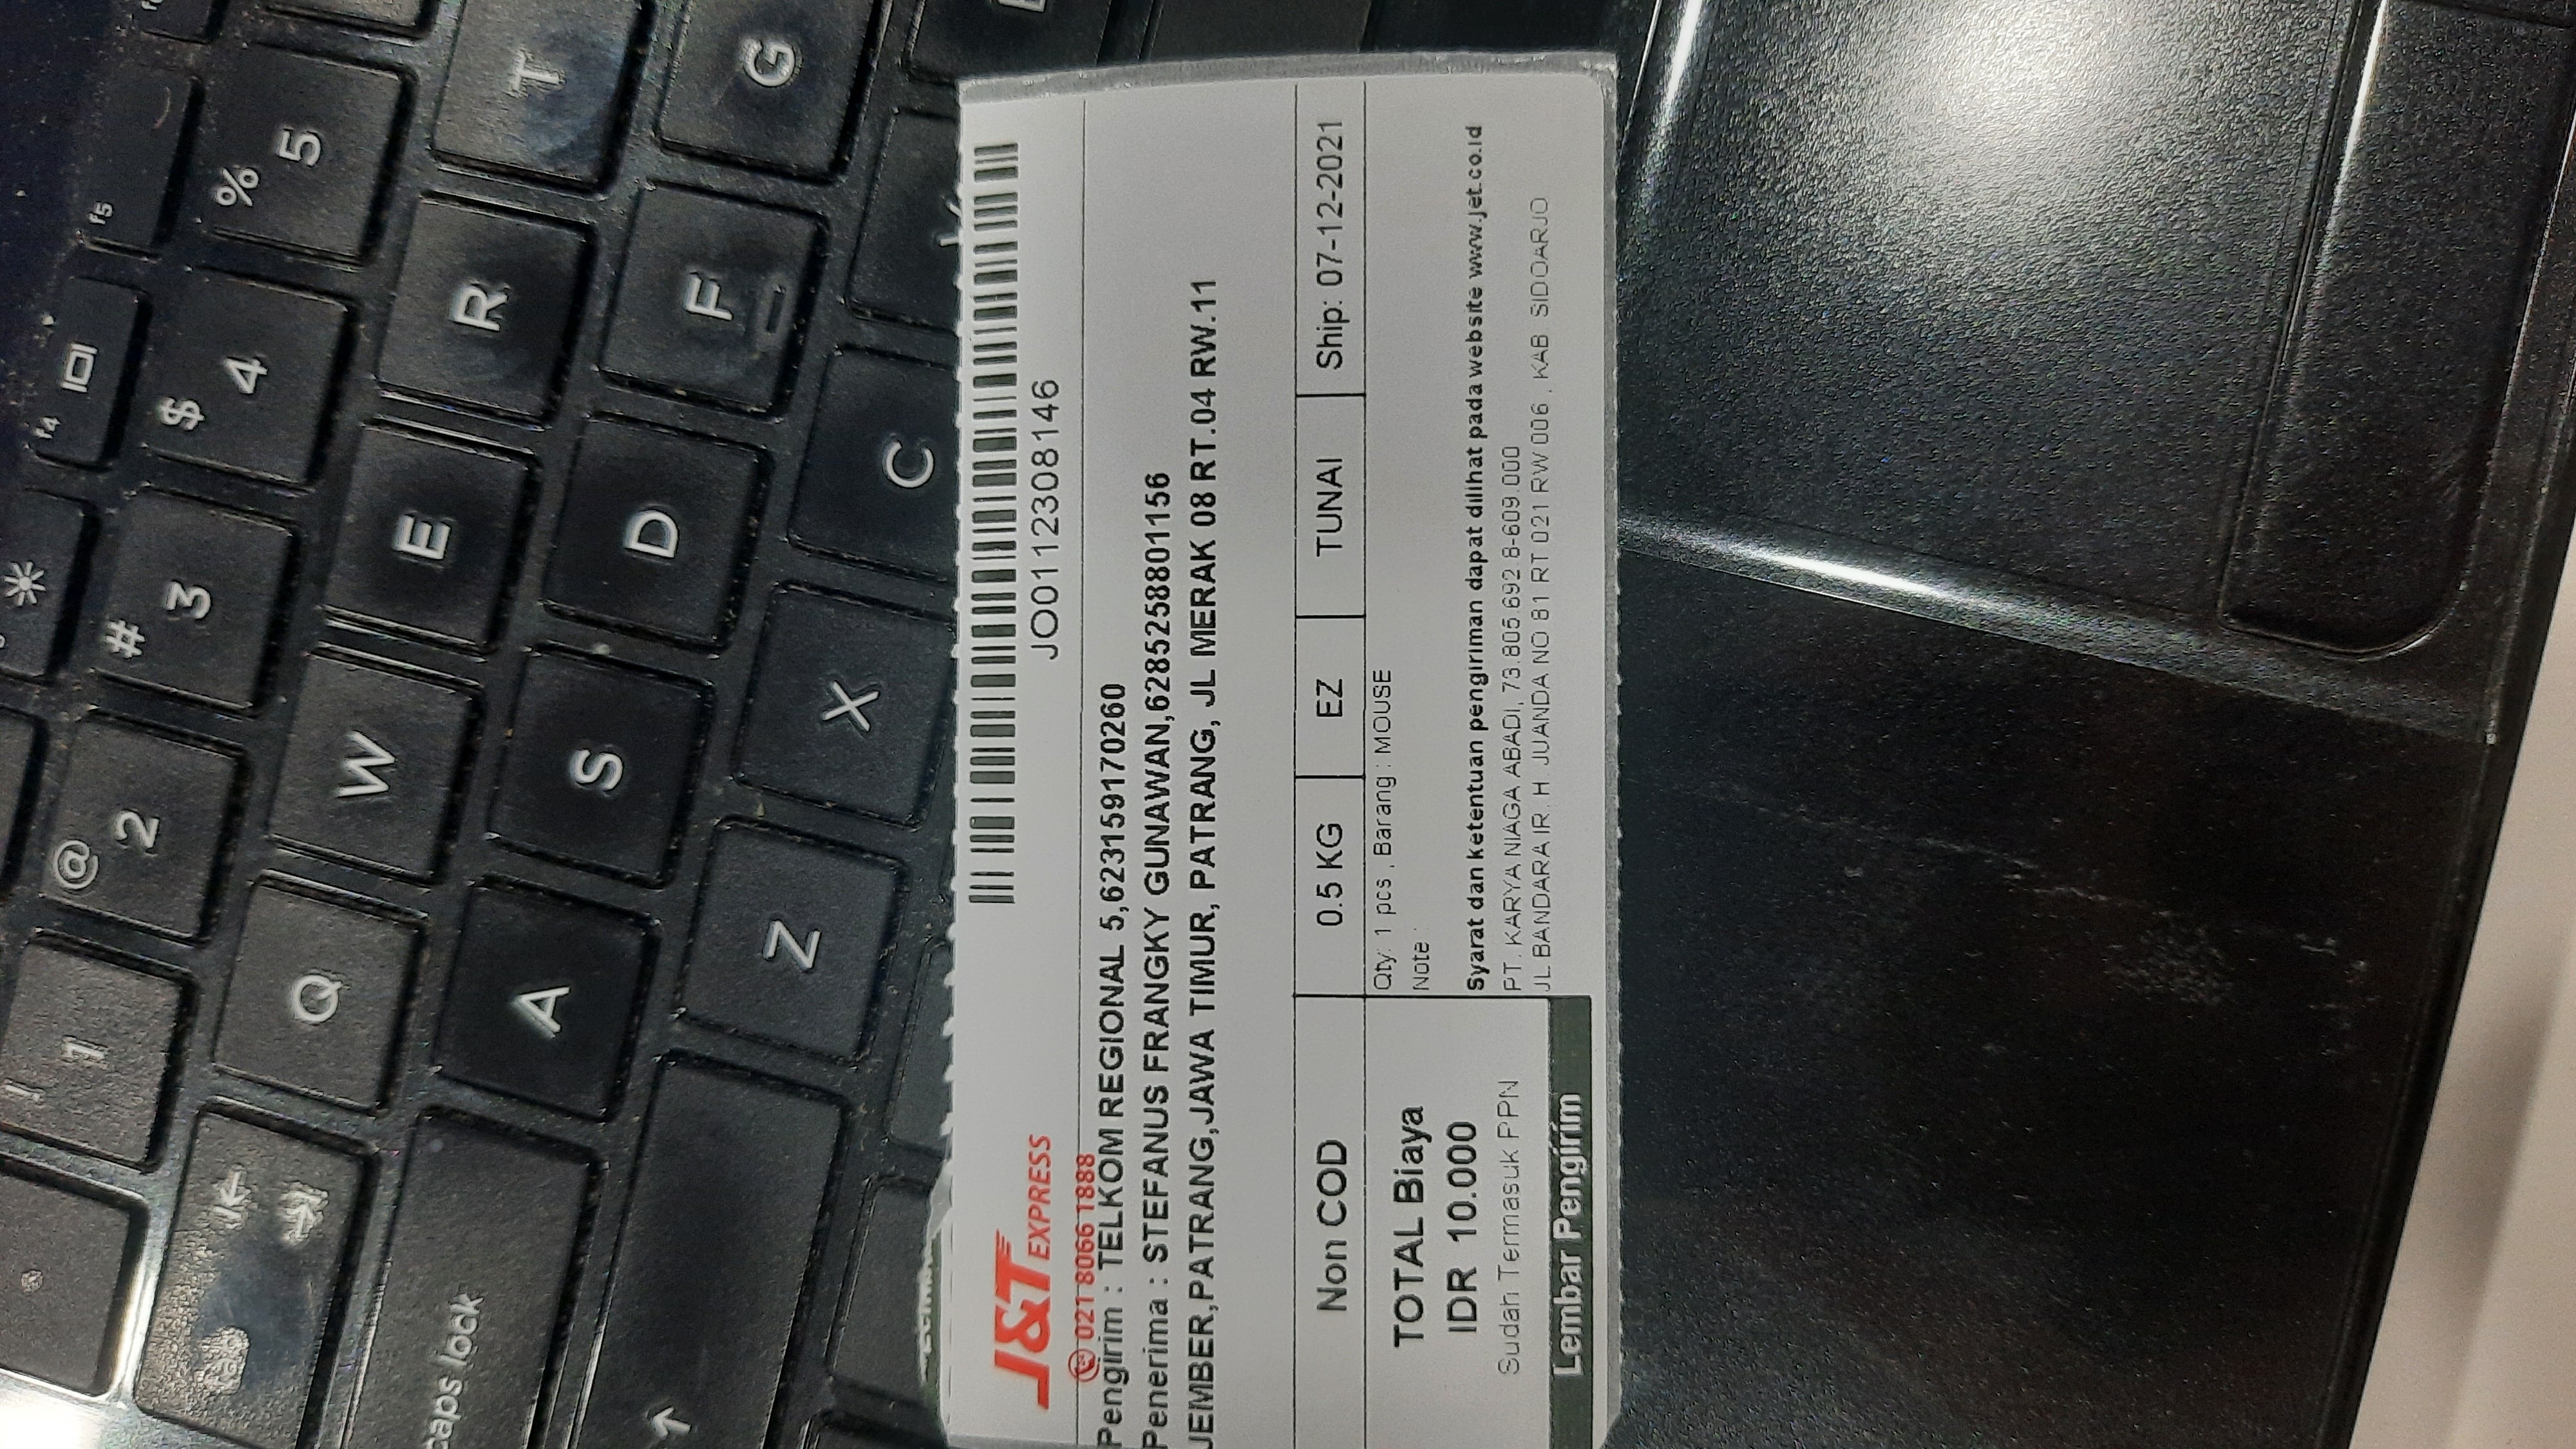 1
@ 2
# 3
$ 4
% 5
f4
f5
Q W E R T
caps lock
A S D F G
Z X C
J&T EXPRESS
021 8066 1888
JO0112308146
Pengirim : TELKOM REGIONAL 5,623159170260
Penerima : STEFANUS FRANGKY GUNAWAN,6285258801156
JEMBER,PATRANG,JAWA TIMUR, PATRANG, JL MERAK 08 RT.04 RW.11
Non COD 0.5 KG EZ TUNAI Ship: 07-12-2021
TOTAL Biaya
IDR 10.000
Sudah Termasuk PPN
Lembar Pengirim
Qty: 1 pcs , Barang : MOUSE
Note :
Syarat dan ketentuan pengiriman dapat dilihat pada website www.jet.co.id
PT. KARYA NIAGA ABADI, 73.805.692.8-609.000
JL BANDARA IR. H. JUANDA NO 81 RT 021 RW 006 , KAB. SIDOARJO